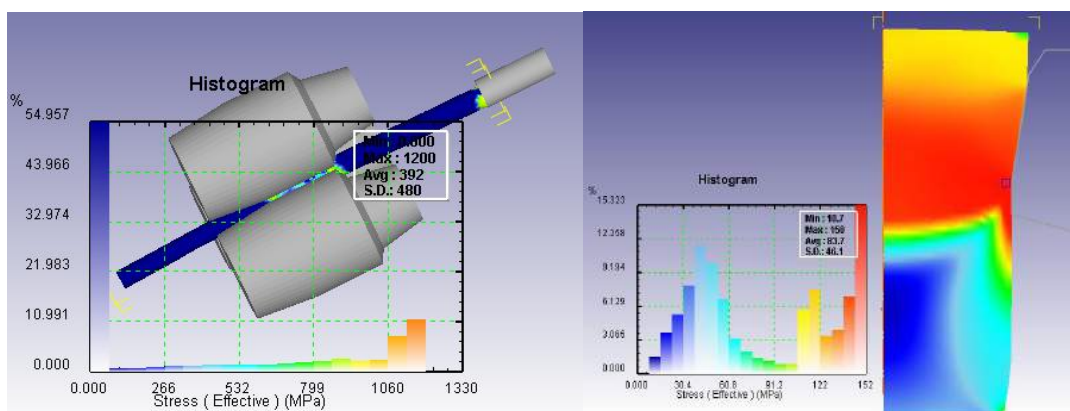 Histogram
%
54.957
43.966
32.974
21.983
10.991
0.000
Max : 1200
Avg : 392
S.D.: 480
0.000 266 532 799 1060 1330
Stress ( Effective ) (MPa)
Histogram
%
15.323
12.258
9.194
6.129
3.065
0.000
Min : 10.7
Max : 150
Avg : 83.7
S.D.: 46.1
0.000 30.4 60.8 91.2 122 152
Stress ( Effective ) (MPa)